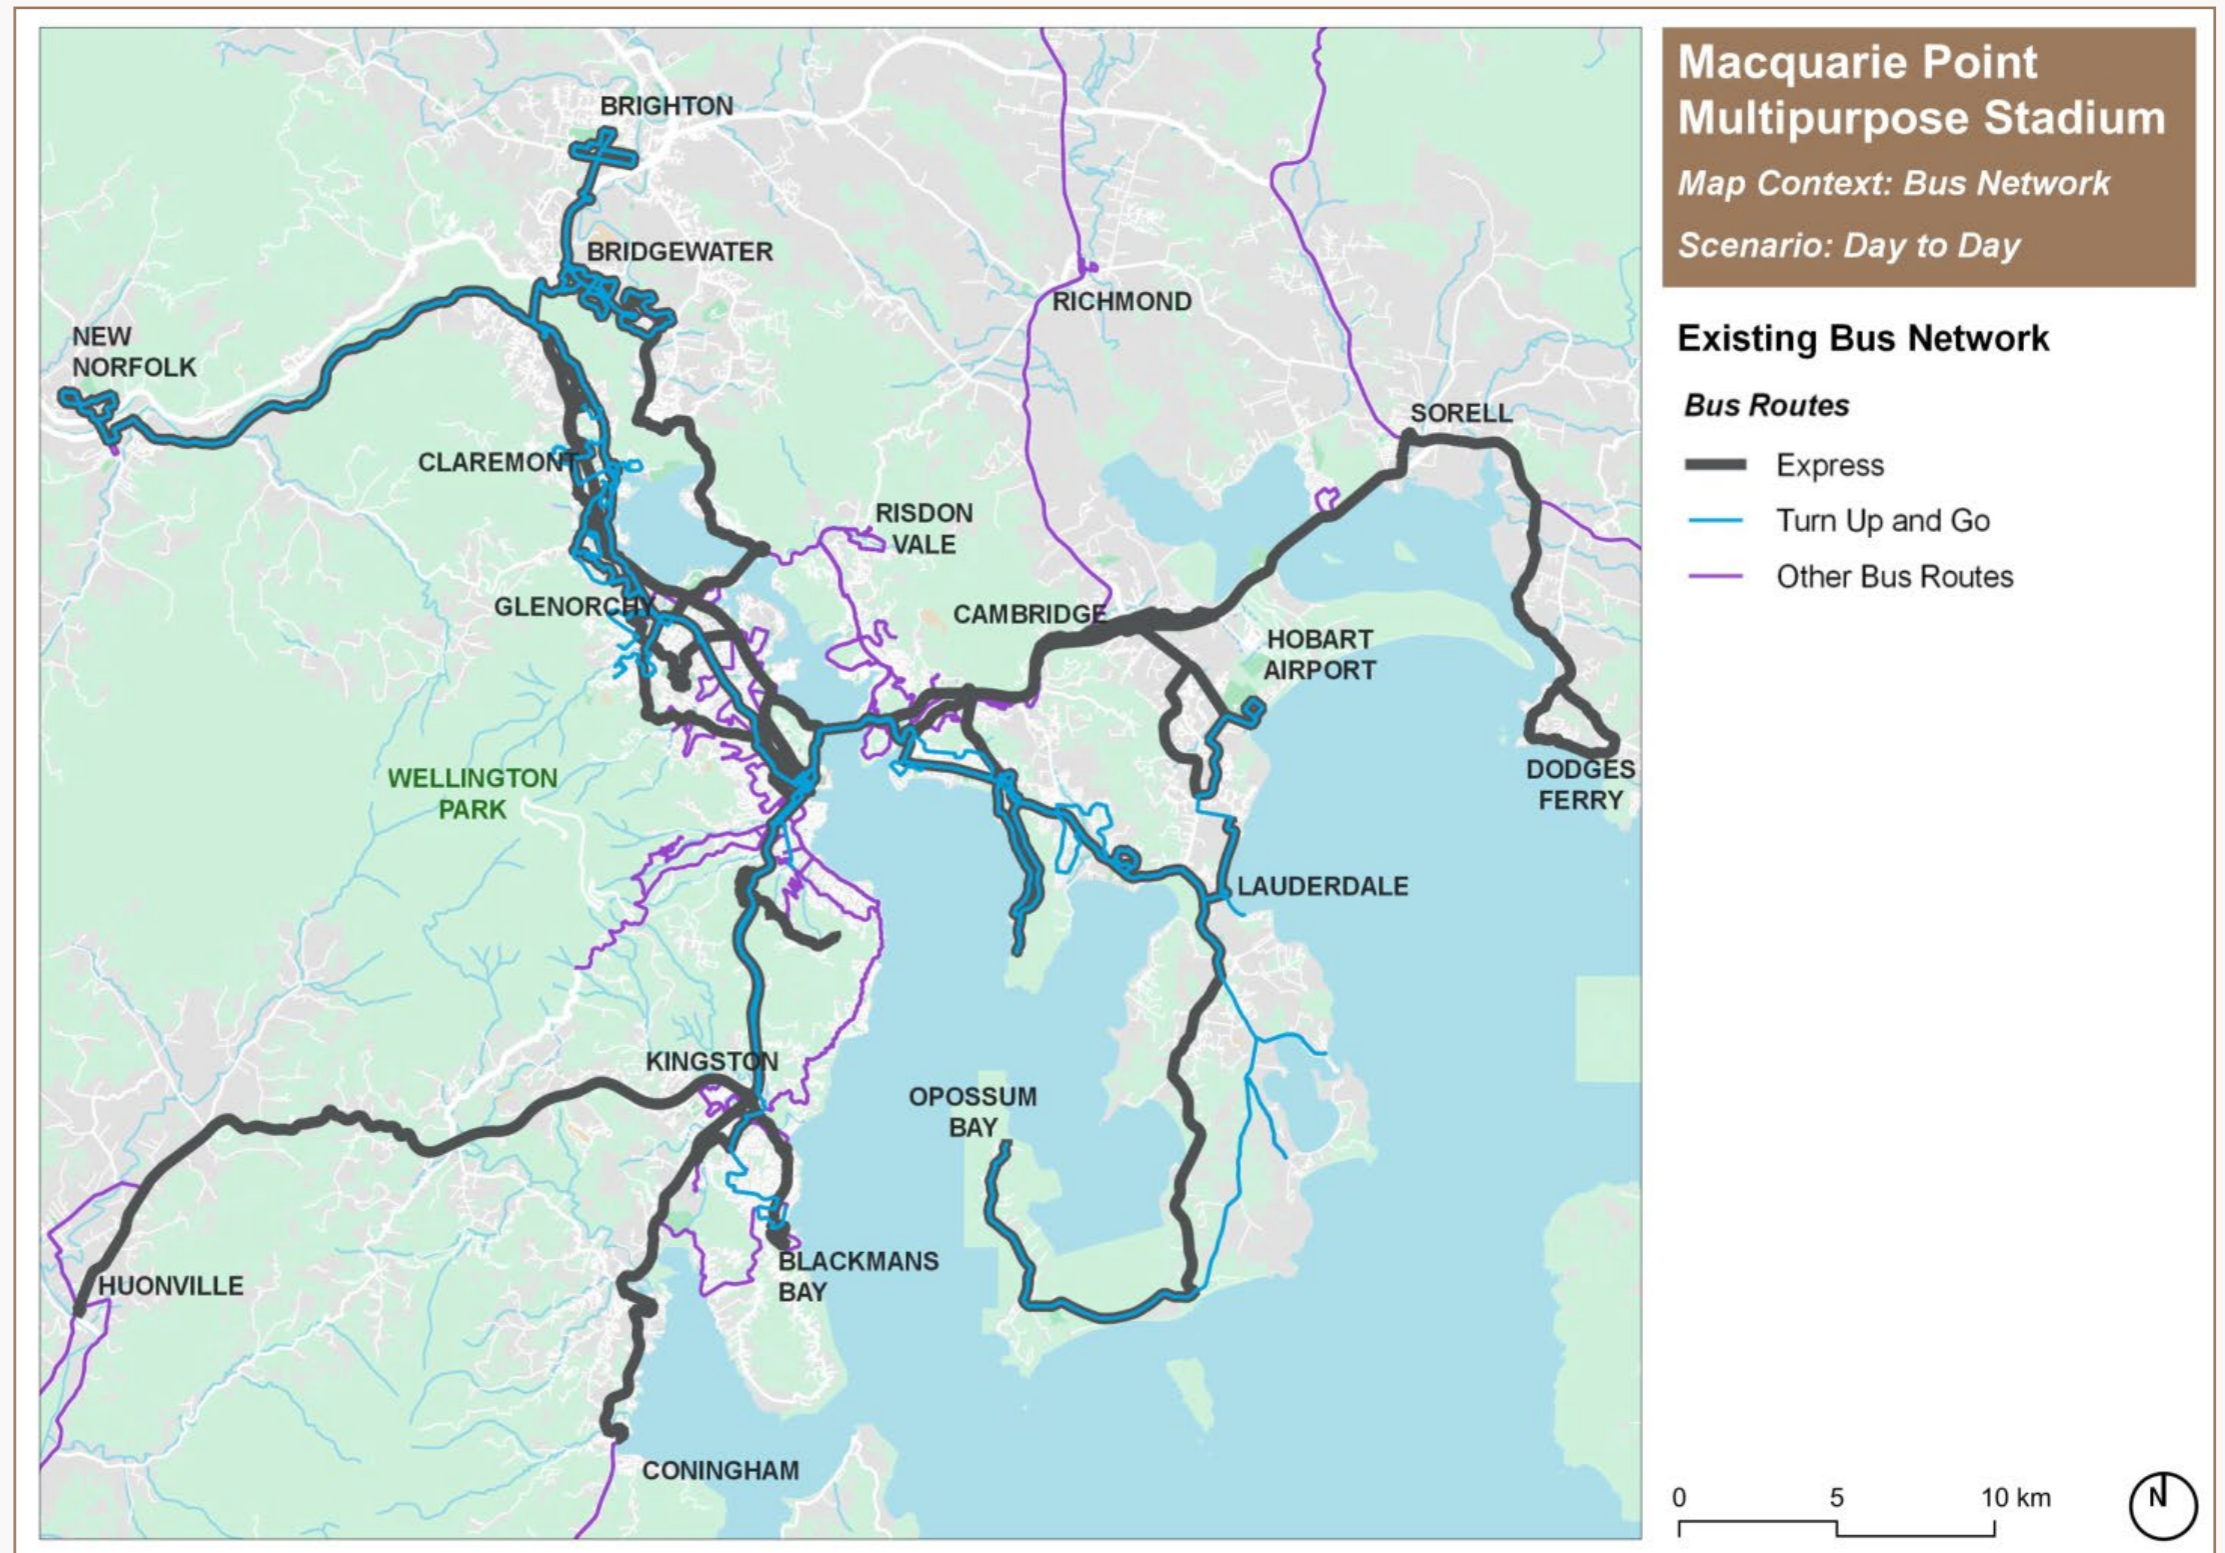 Macquarie Point
Multipurpose Stadium
Map Context: Bus Network
Scenario: Day to Day
Existing Bus Network
Bus Routes
Express
Turn Up and Go
Other Bus Routes
0 5 10 km
N
BRIGHTON
BRIDGEWATER
RICHMOND
NEW
NORFOLK
SORELL
CLAREMONT
RISDON
VALE
GLENORCHY
CAMBRIDGE
HOBART
AIRPORT
WELLINGTON
PARK
DODGES
FERRY
LAUDERDALE
KINGSTON
OPOSSUM
BAY
BLACKMANS
BAY
HUONVILLE
CONINGHAM